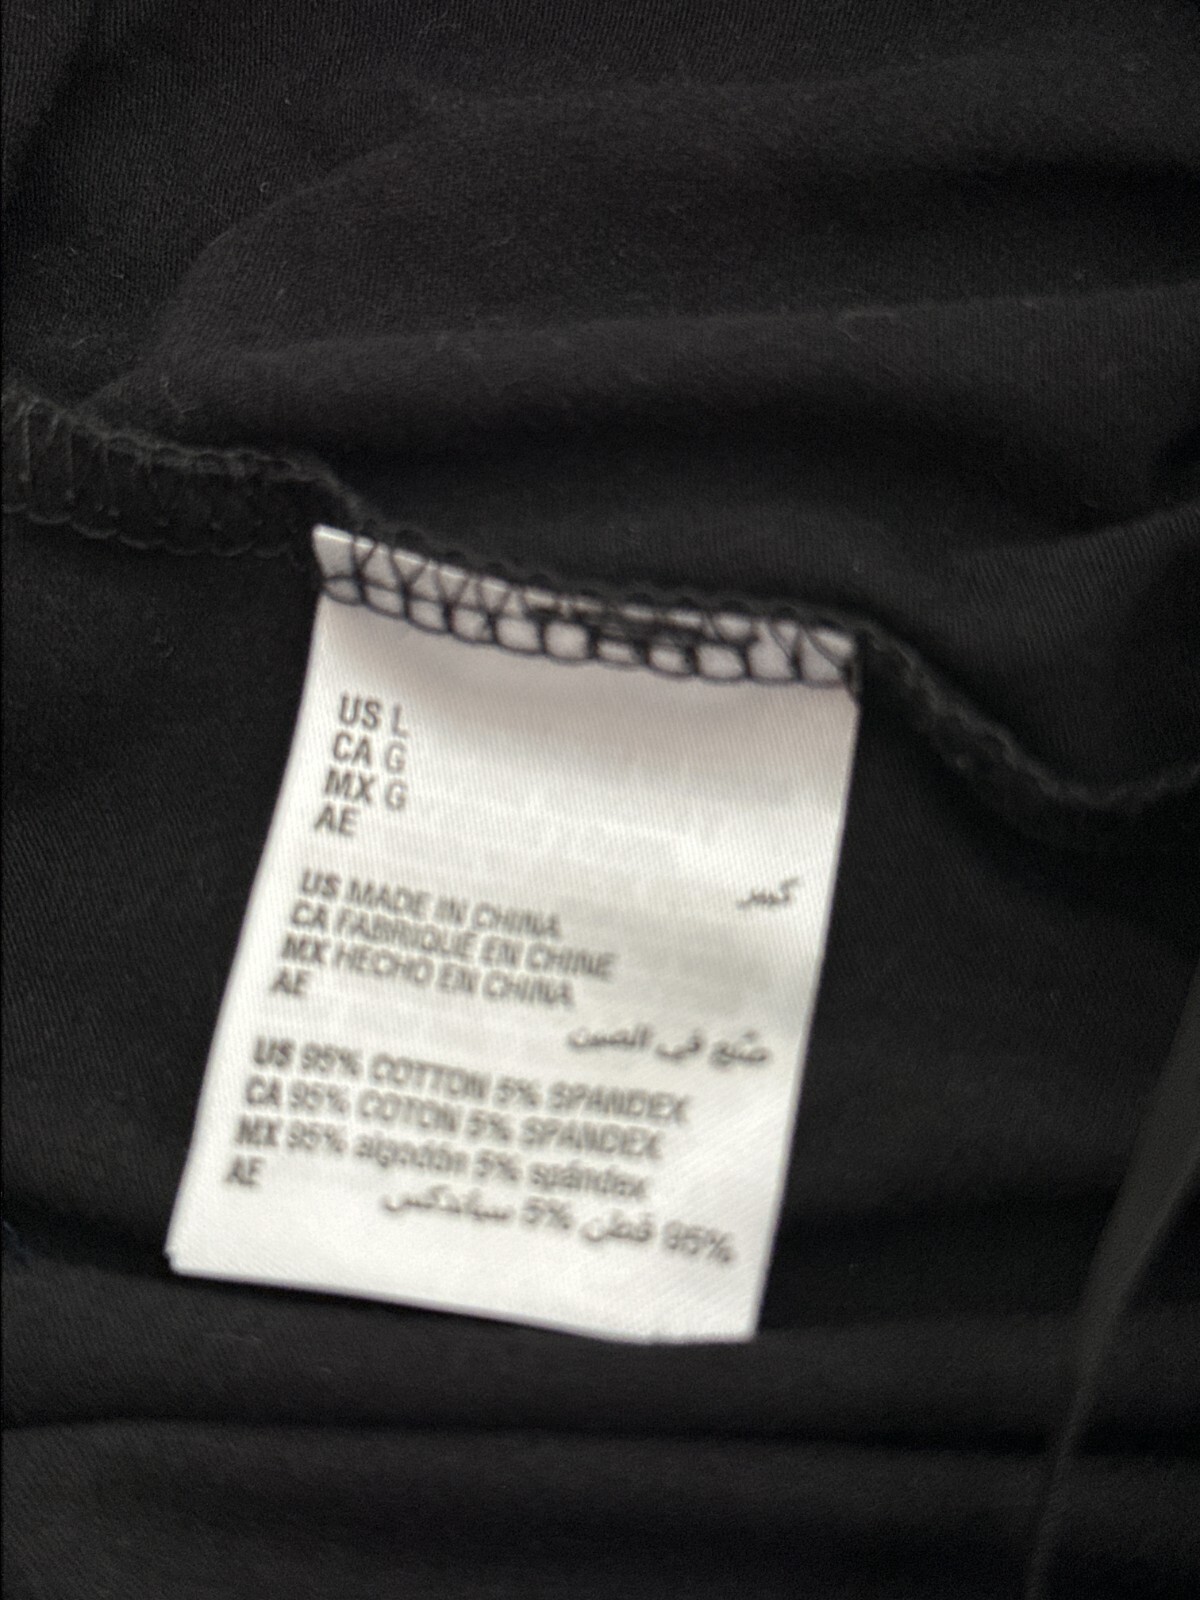 US L
CA G
MX G
AE
كبير
US MADE IN CHINA
CA FABRIQUÉ EN CHINE
MX HECHO EN CHINA
AE
صُنِع في الصين
US 95% COTTON 5% SPANDEX
CA 95% COTON 5% SPANDEX
MX 95% algodón 5% spándex
AE
95% قطن 5% سباندكس